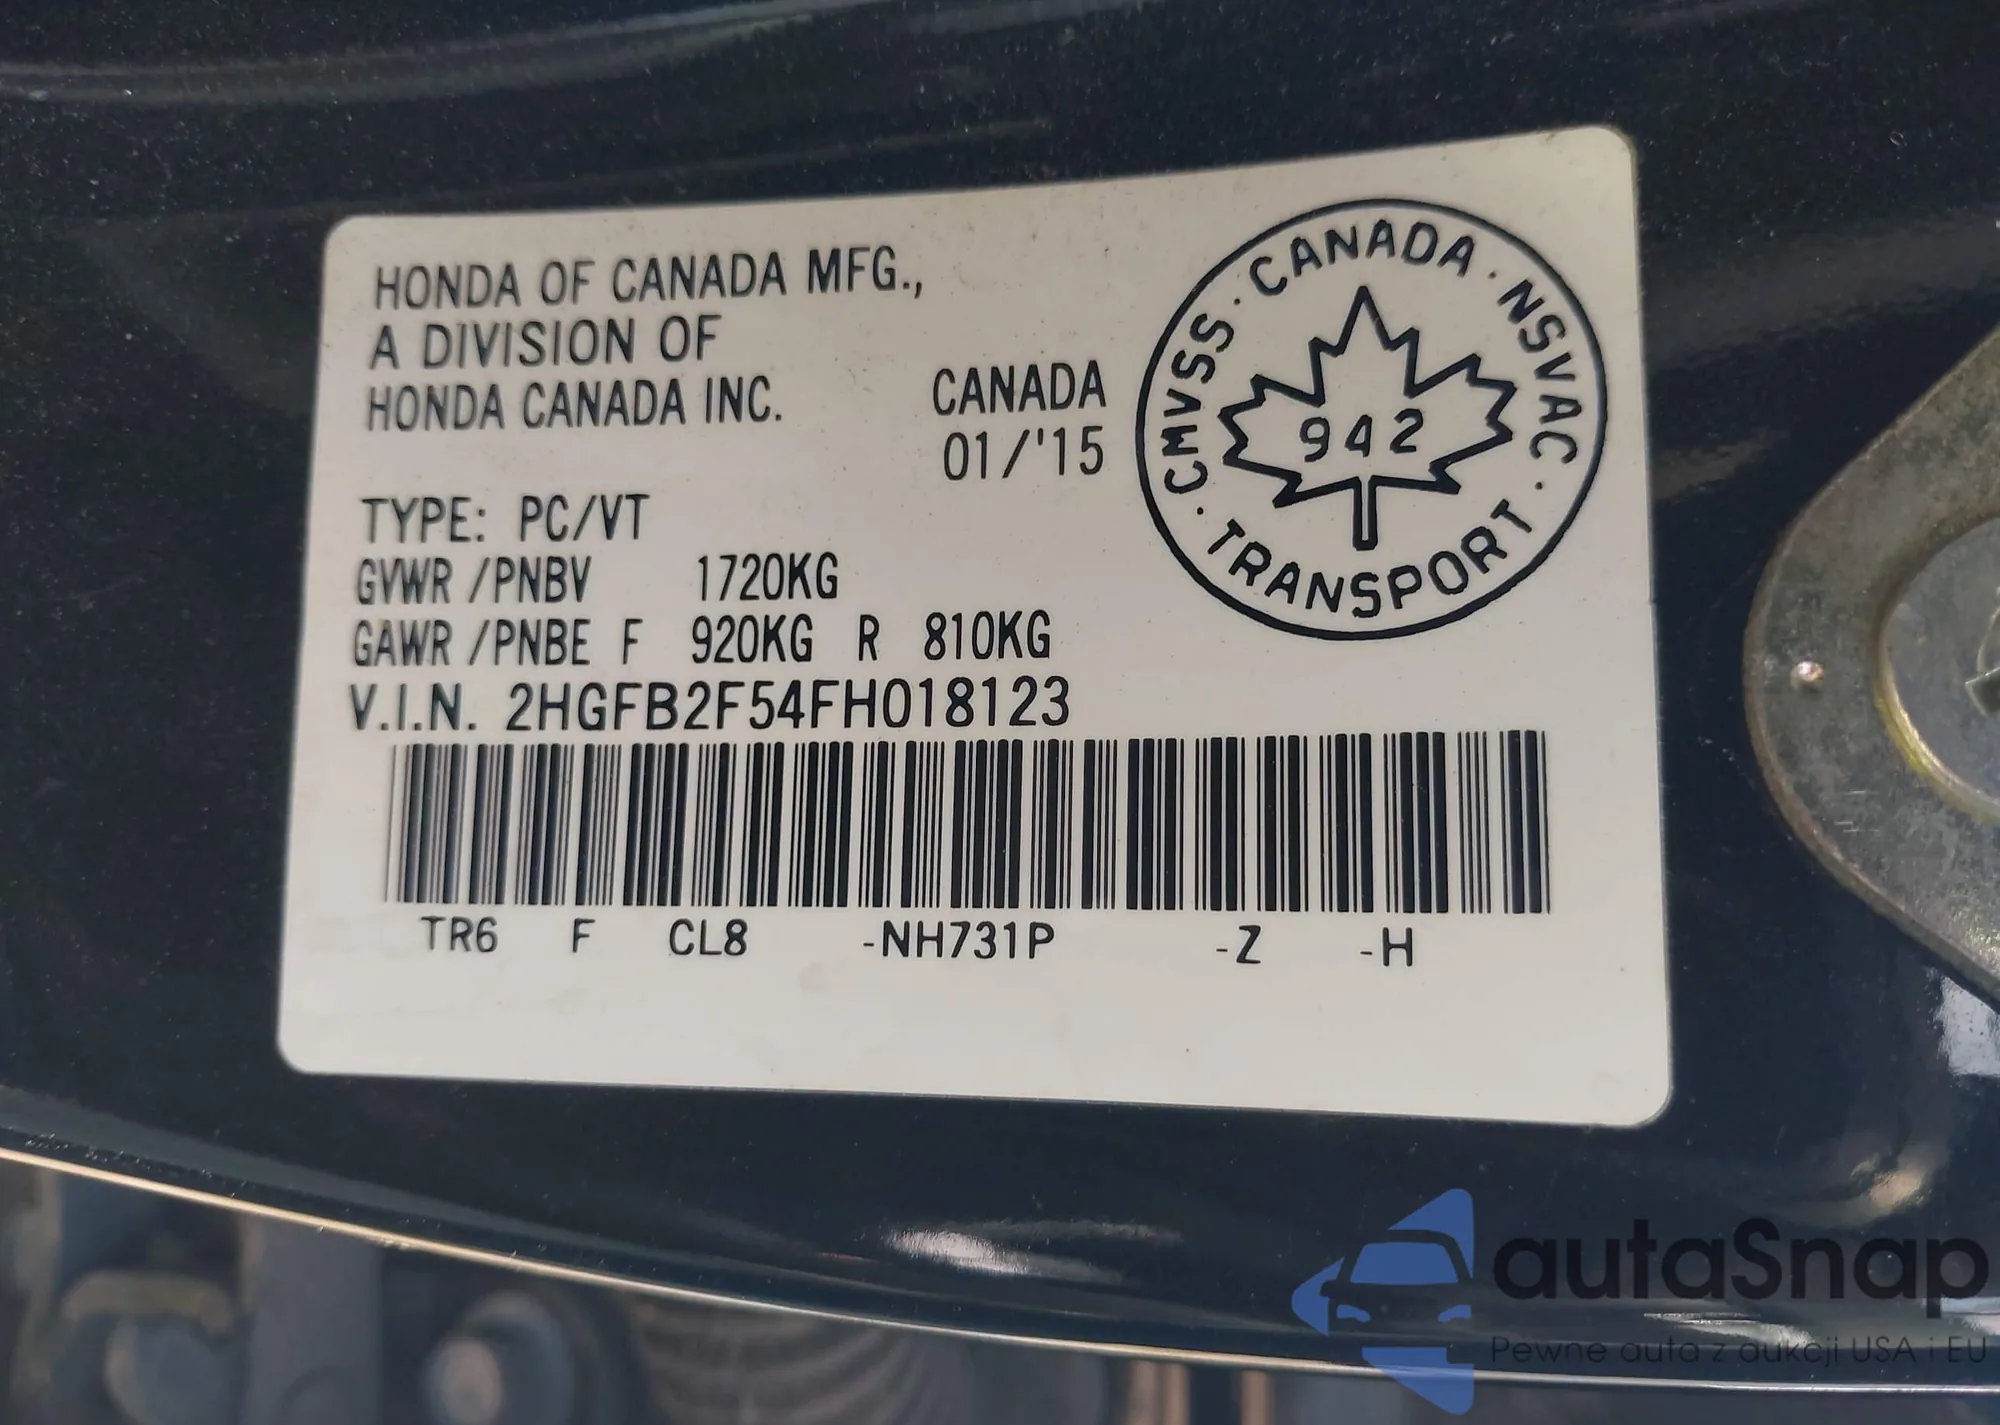 HONDA OF CANADA MFG.,
A DIVISION OF
HONDA CANADA INC.
CANADA
01/'15
CMVSS · CANADA · NSVAC · TRANSPORT ·
942
TYPE: PC/VT
GVWR /PNBV 1720KG
GAWR /PNBE F 920KG R 810KG
V.I.N. 2HGFB2F54FH018123
TR6 F CL8 -NH731P -Z -H
autaSnap
Pewne auta z aukcji USA i EU